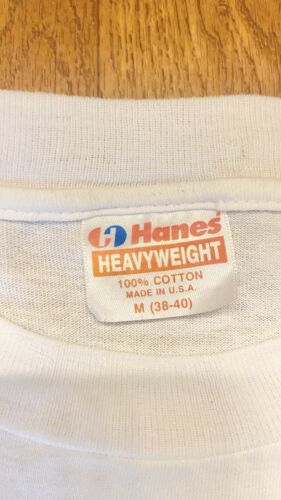 Hanes
HEAVYWEIGHT
100% COTTON
MADE IN U.S.A.
M (38-40)